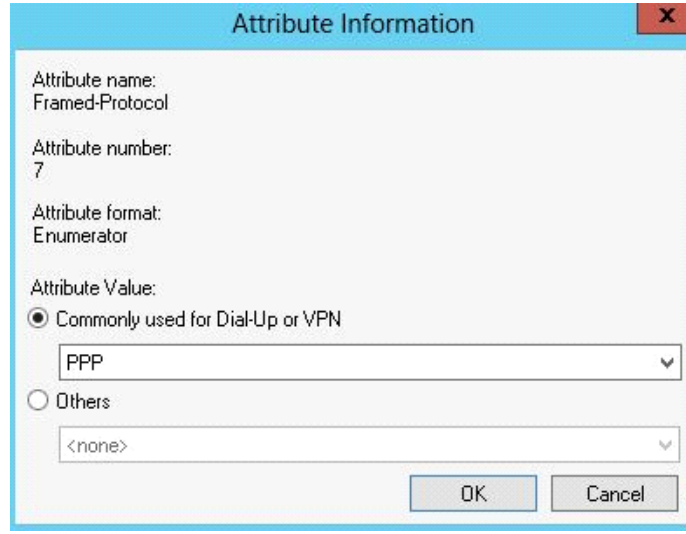 Attribute Information
x
Attribute name:
Framed-Protocol
Attribute number:
7
Attribute format:
Enumerator
Attribute Value:
Commonly used for Dial-Up or VPN
PPP
Others
<none>
OK Cancel